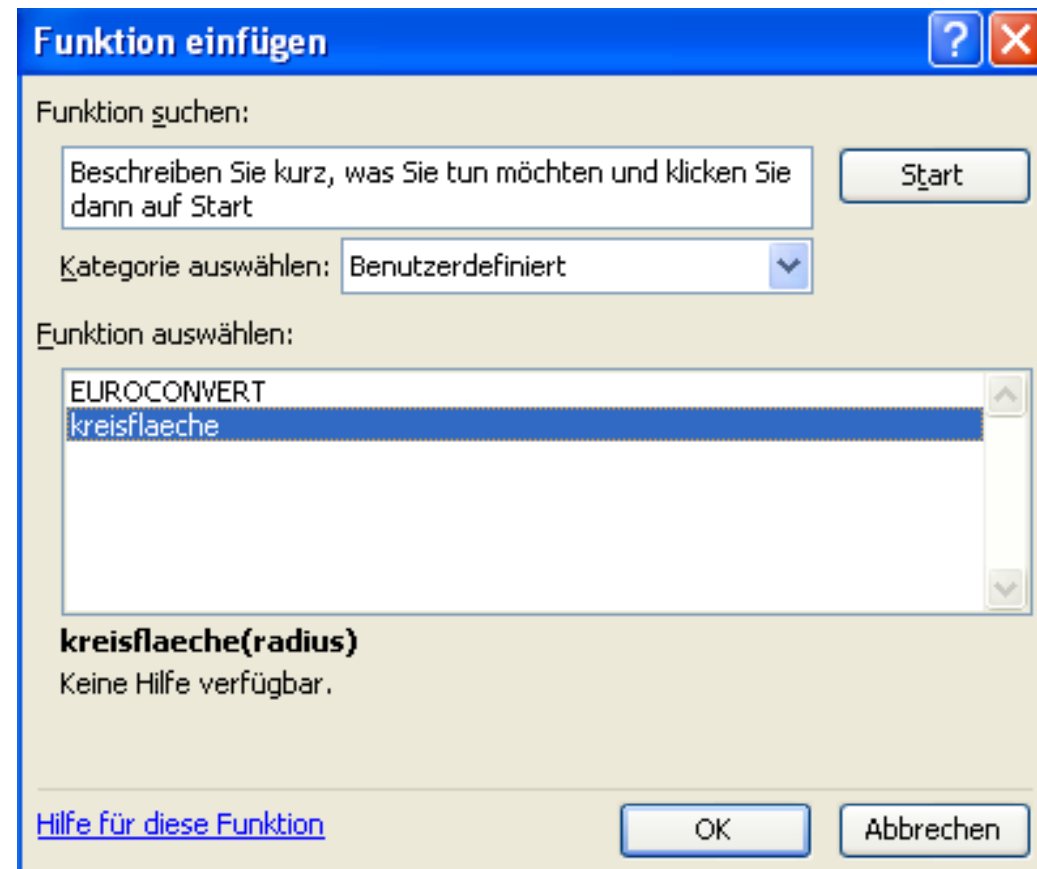 Funktion einfügen
Funktion suchen:
Beschreiben Sie kurz, was Sie tun möchten und klicken Sie
dann auf Start
Start
Kategorie auswählen: Benutzerdefiniert
Funktion auswählen:
EUROCONVERT
kreisflaeche
kreisflaeche(radius)
Keine Hilfe verfügbar.
Hilfe für diese Funktion
OK
Abbrechen